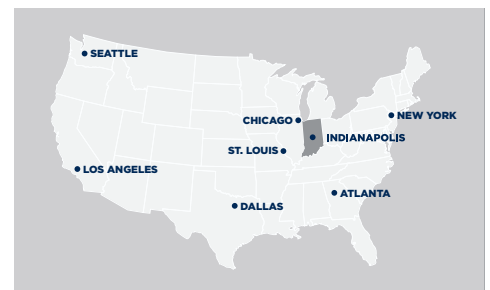 SEATTLE
NEW YORK
CHICAGO
INDIANAPOLIS
ST. LOUIS
LOS ANGELES
ATLANTA
DALLAS